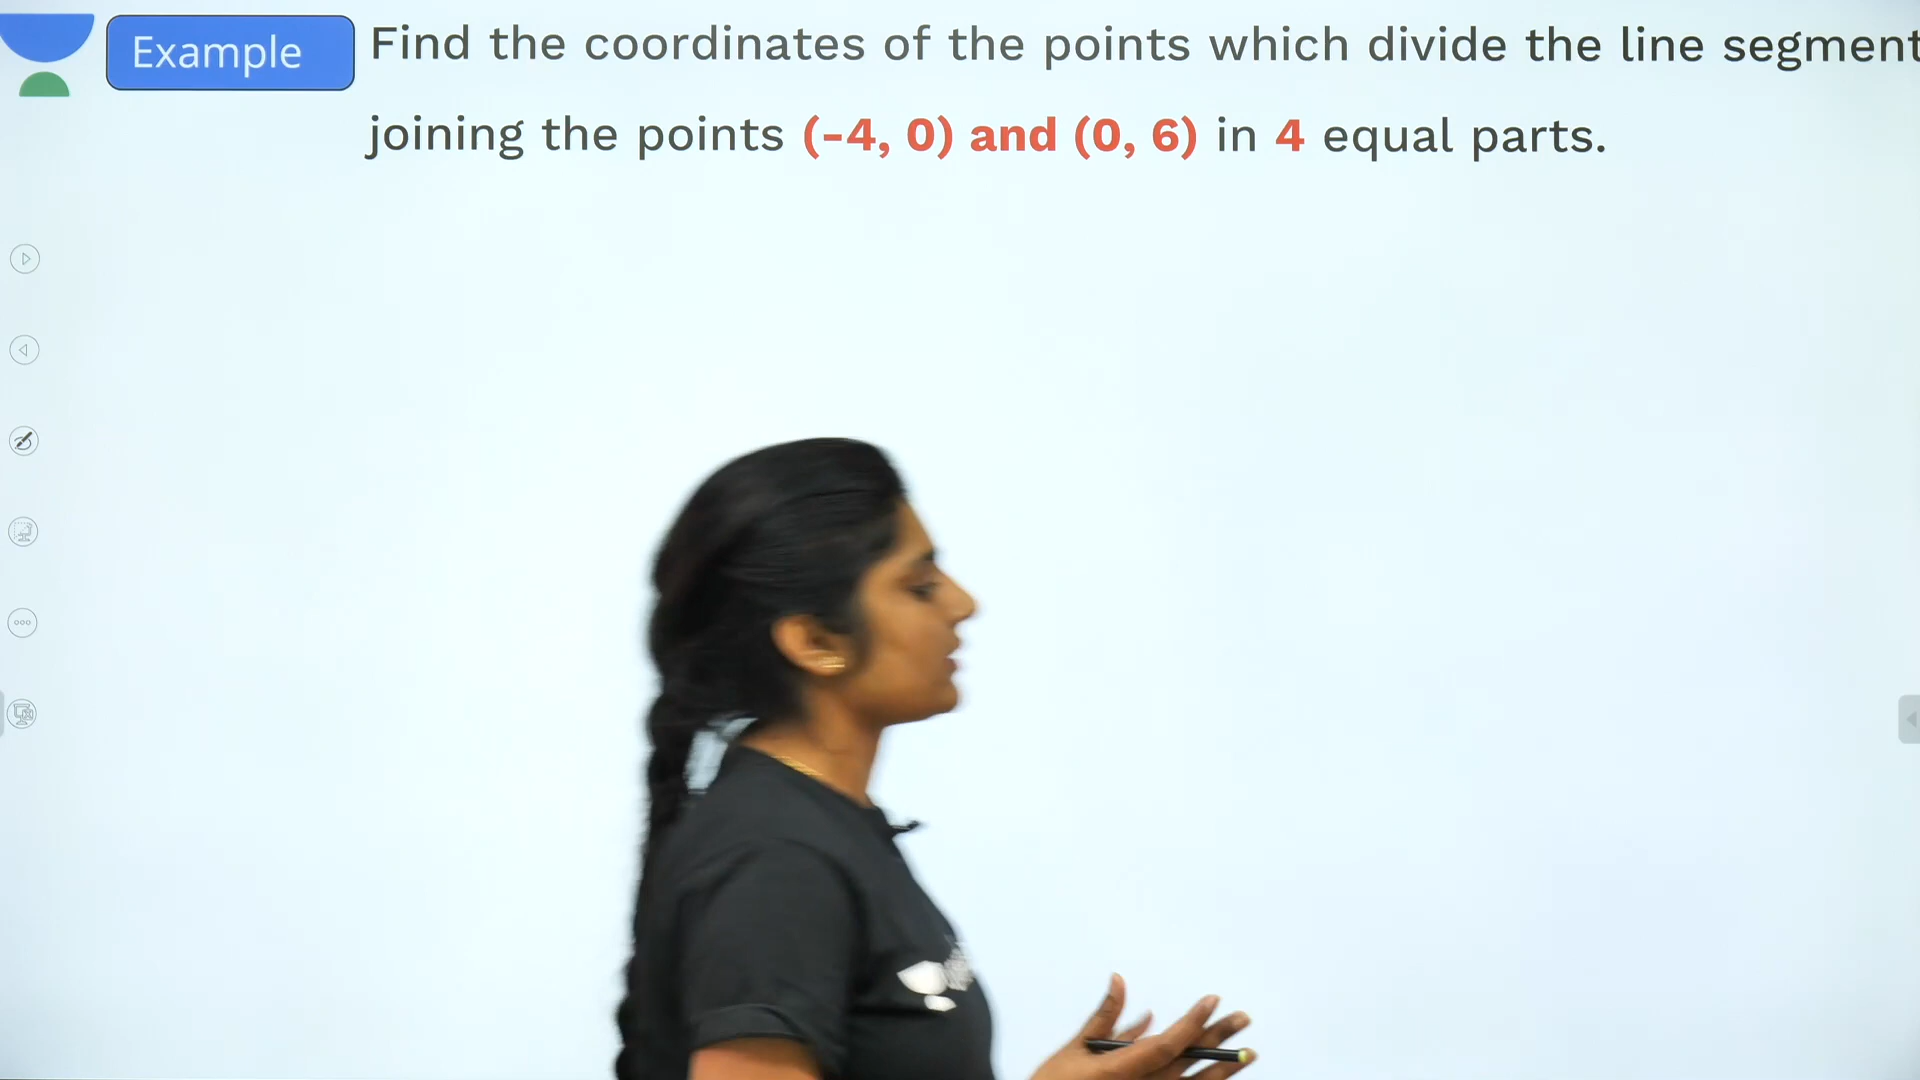 Example
Find the coordinates of the points which divide the line segment
joining the points (-4, 0) and (0, 6) in 4 equal parts.